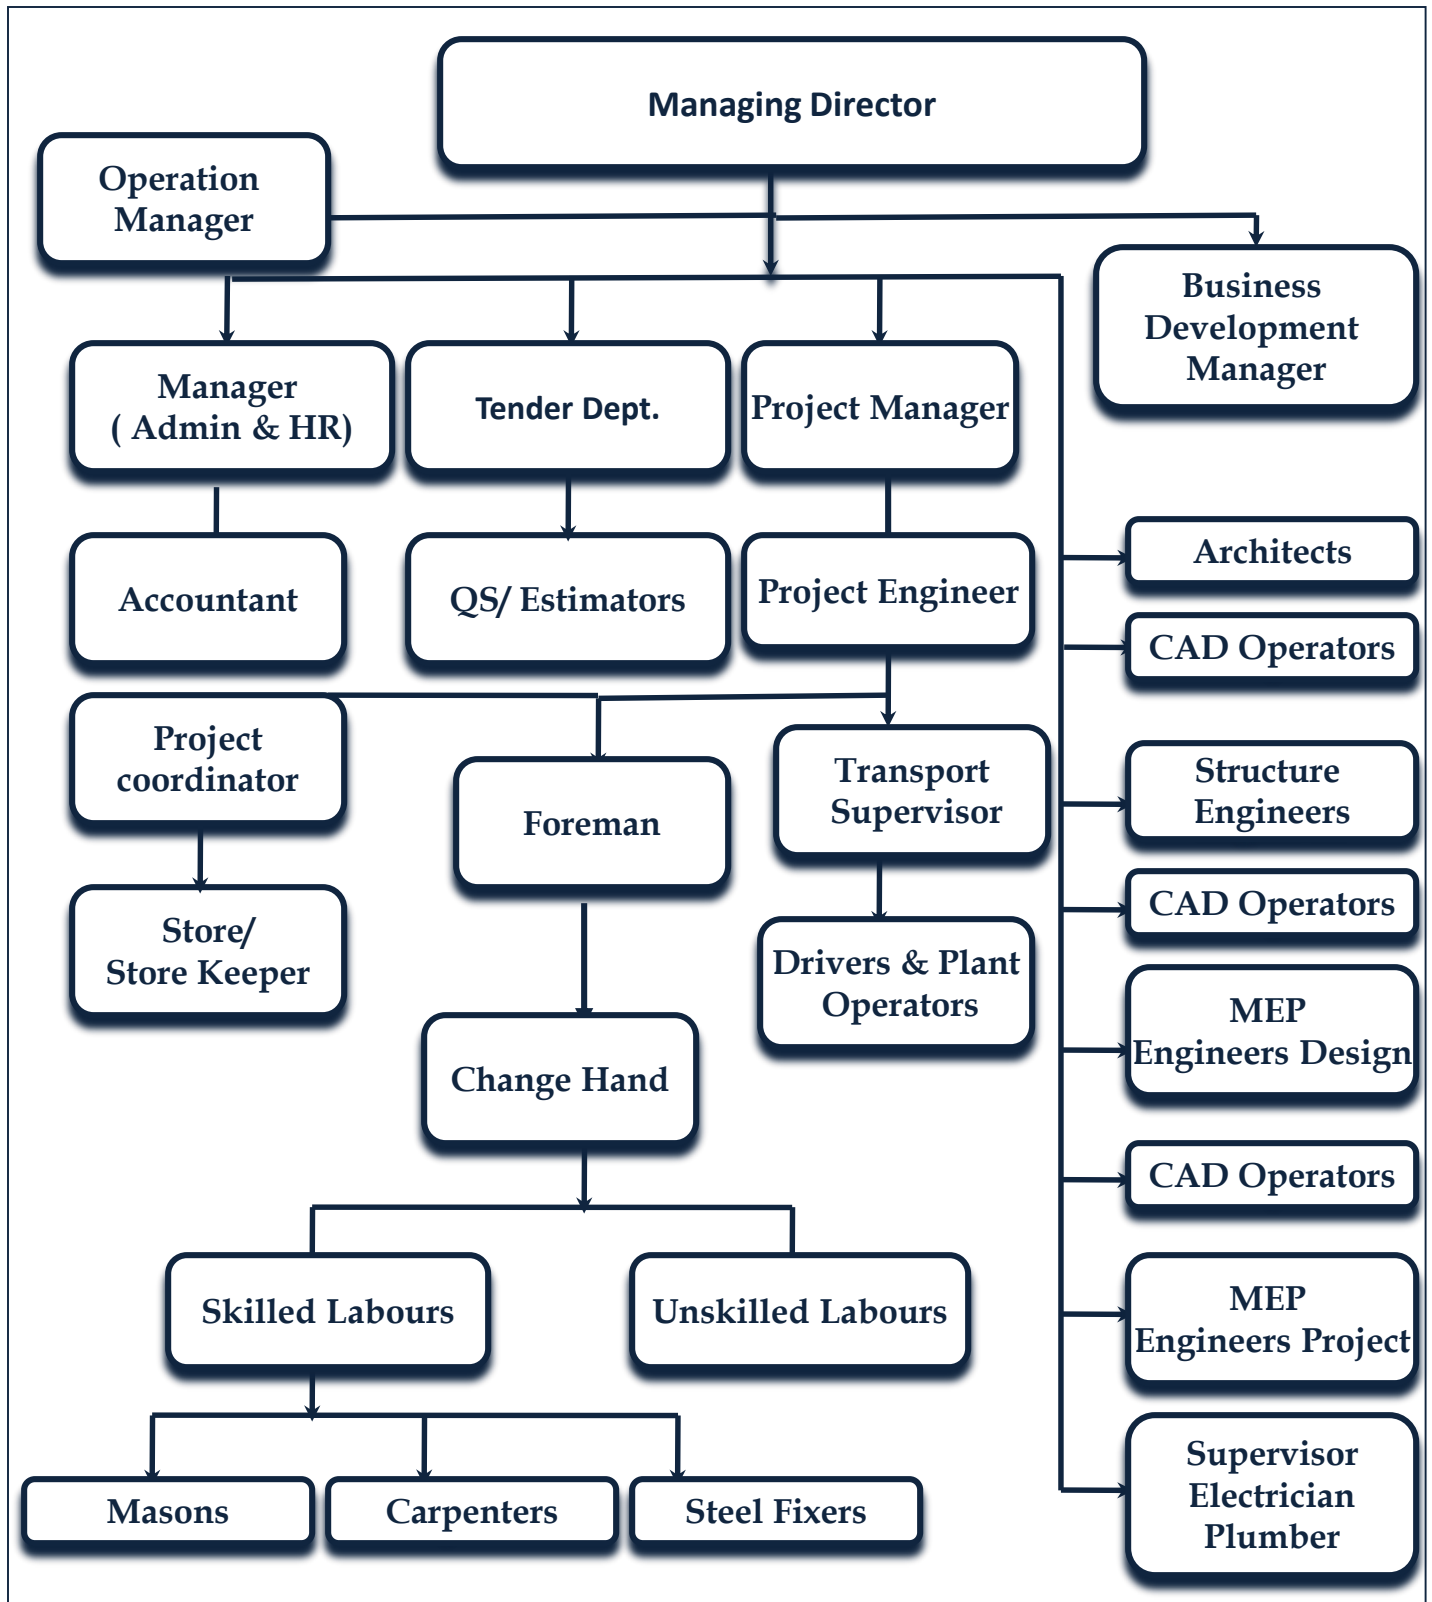 Managing Director
Operation
Manager
Business
Development
Manager
Manager
( Admin & HR)
Tender Dept.
Project Manager
Accountant
QS/ Estimators
Project Engineer
Architects
CAD Operators
Project
coordinator
Foreman
Transport
Supervisor
Structure
Engineers
CAD Operators
Store/
Store Keeper
Drivers & Plant
Operators
MEP
Engineers Design
Change Hand
CAD Operators
Skilled Labours
Unskilled Labours
MEP
Engineers Project
Masons
Carpenters
Steel Fixers
Supervisor
Electrician
Plumber